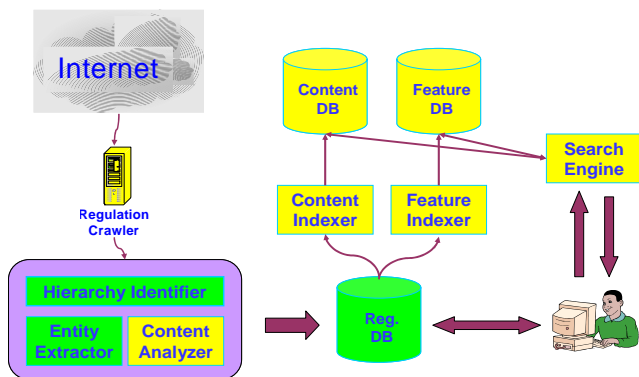 Internet
Regulation
Crawler
Hierarchy Identifier
Entity
Extractor
Content
Analyzer
Content
DB
Feature
DB
Search
Engine
Content
Indexer
Feature
Indexer
Reg.
DB